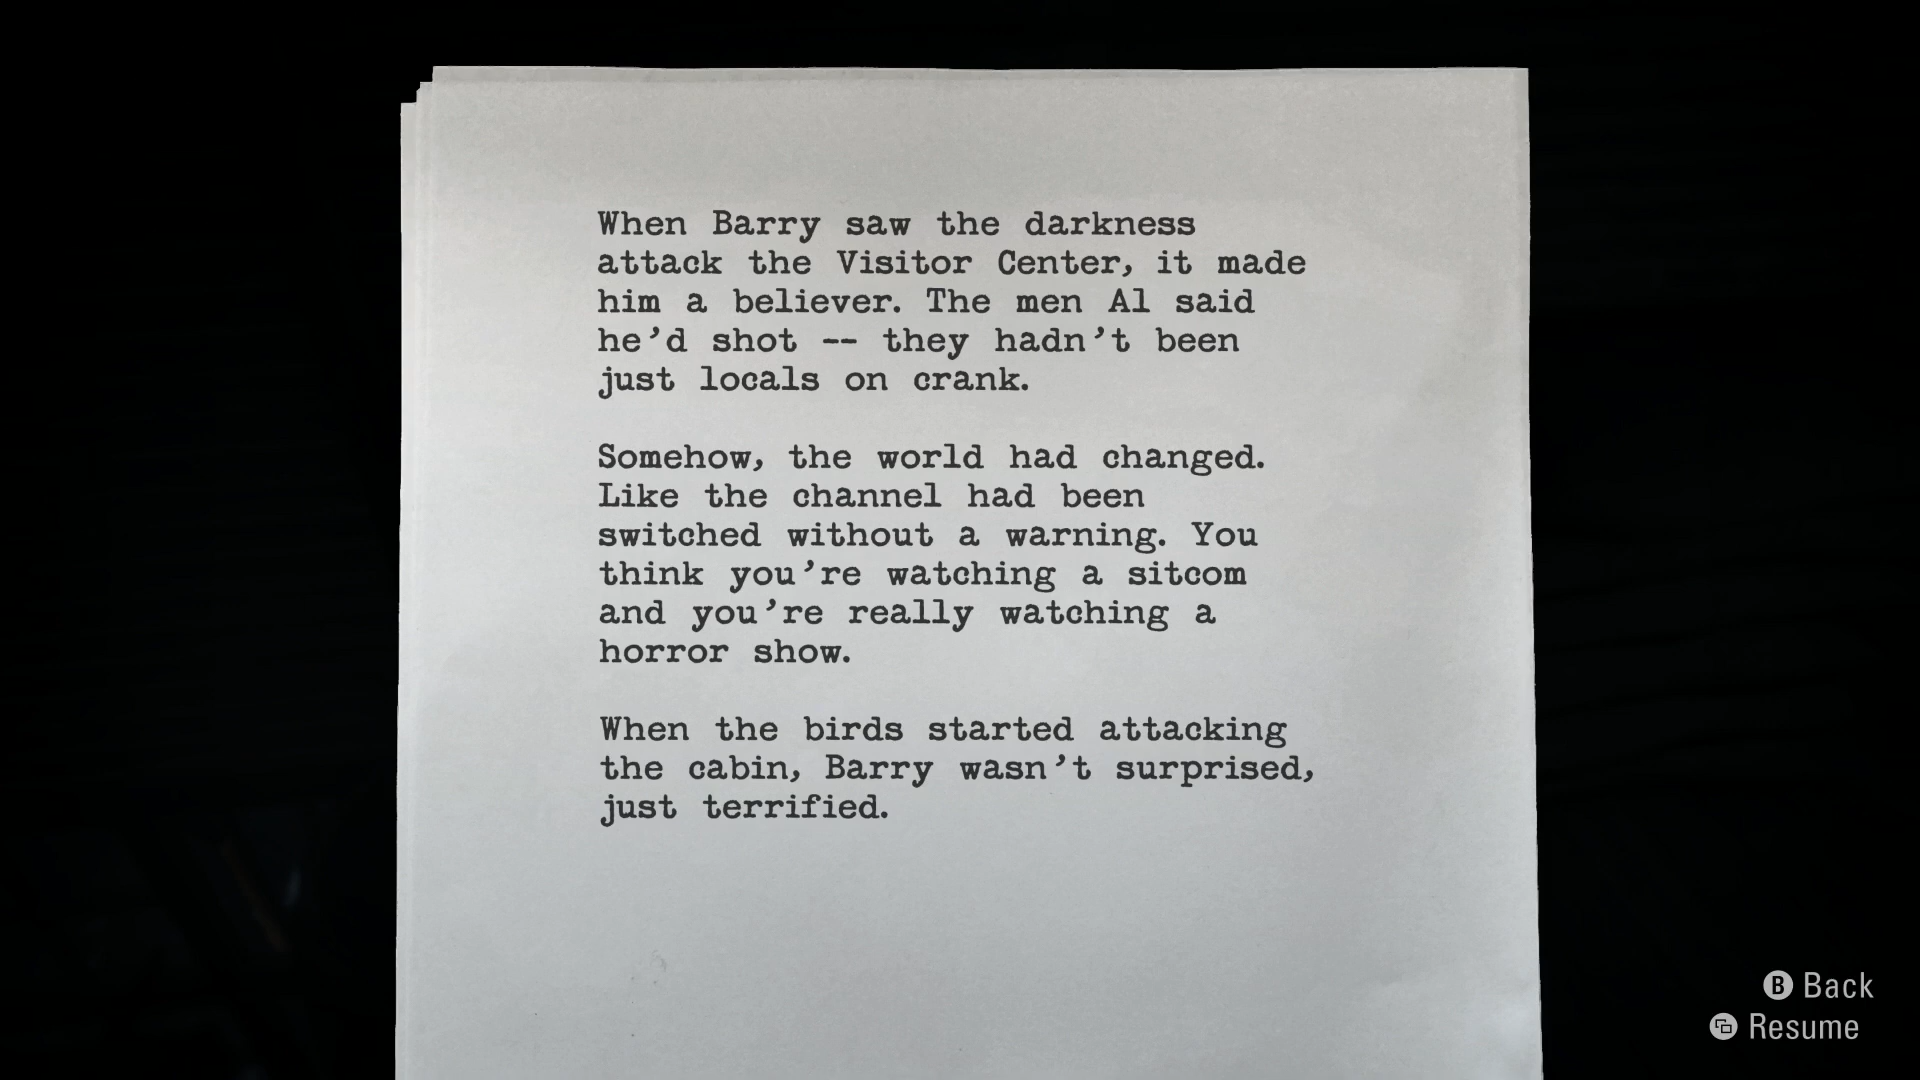 When Barry saw the darkness
attack the Visitor Center, it made
him a believer. The men Al said
he’d shot -- they hadn’t been
just locals on crank.
Somehow, the world had changed.
Like the channel had been
switched without a warning. You
think you’re watching a sitcom
and you’re really watching a
horror show.
When the birds started attacking
the cabin, Barry wasn’t surprised,
just terrified.
B Back
Resume